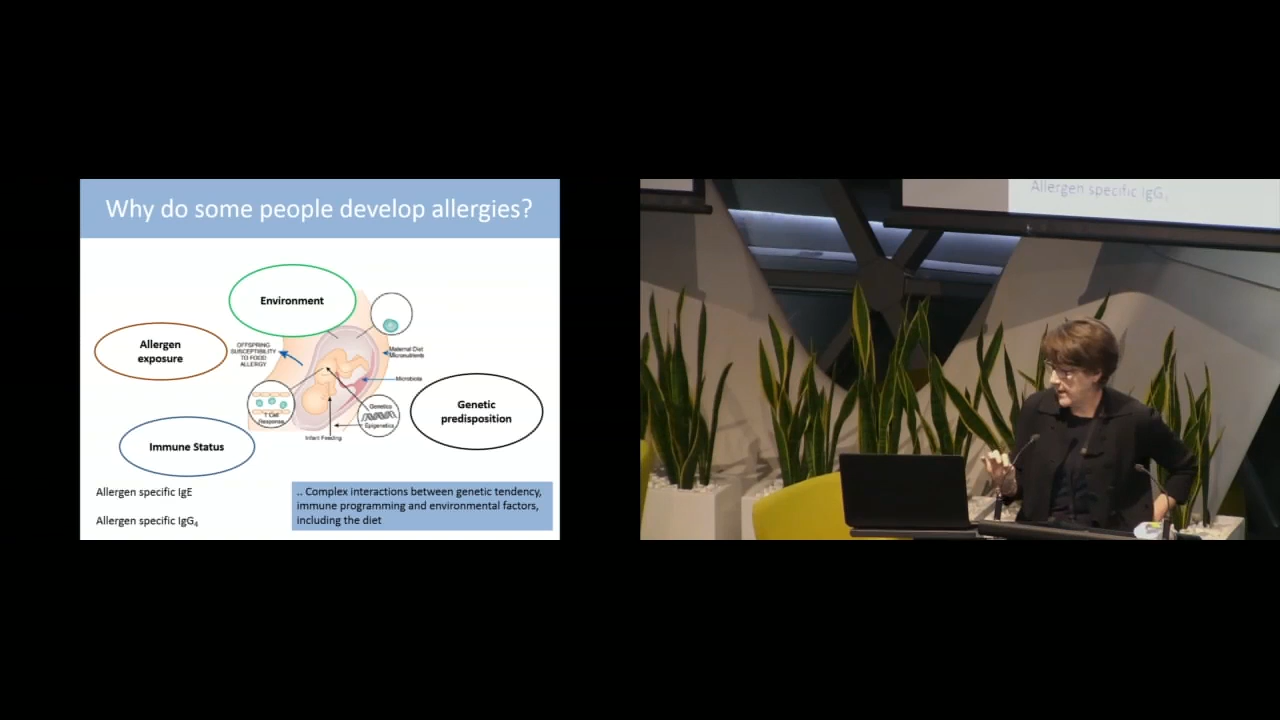 Why do some people develop allergies?
Environment
Allergen
exposure
OFFSPRING
SUSCEPTIBILITY
TO FOOD
ALLERGY
Maternal Diet
Micronutrients
Microbiota
T Cell
Response
Genetics
Epigenetics
Infant Feeding
Genetic
predisposition
Immune Status
Allergen specific IgE
Allergen specific IgG₄
.. Complex interactions between genetic tendency,
immune programming and environmental factors,
including the diet
Allergen specific IgG₄